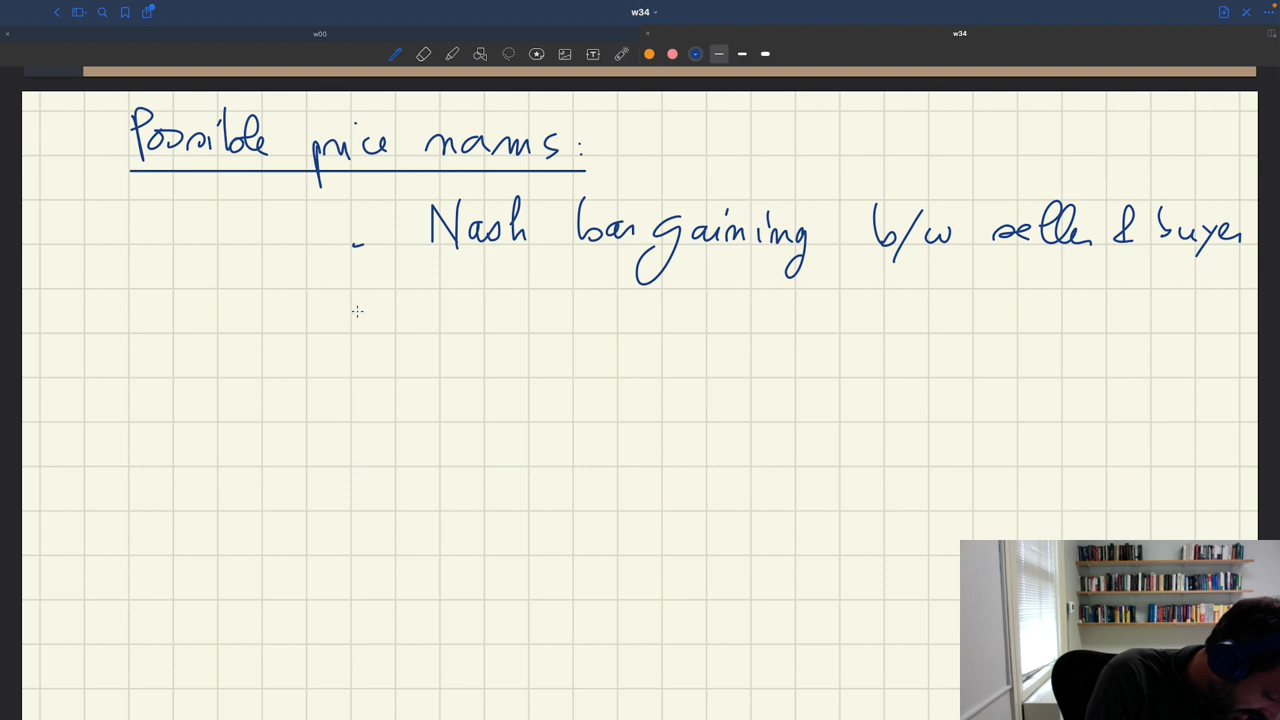 w34
w00
w34
Possible price norms:
- Nash bargaining b/w seller & buyer